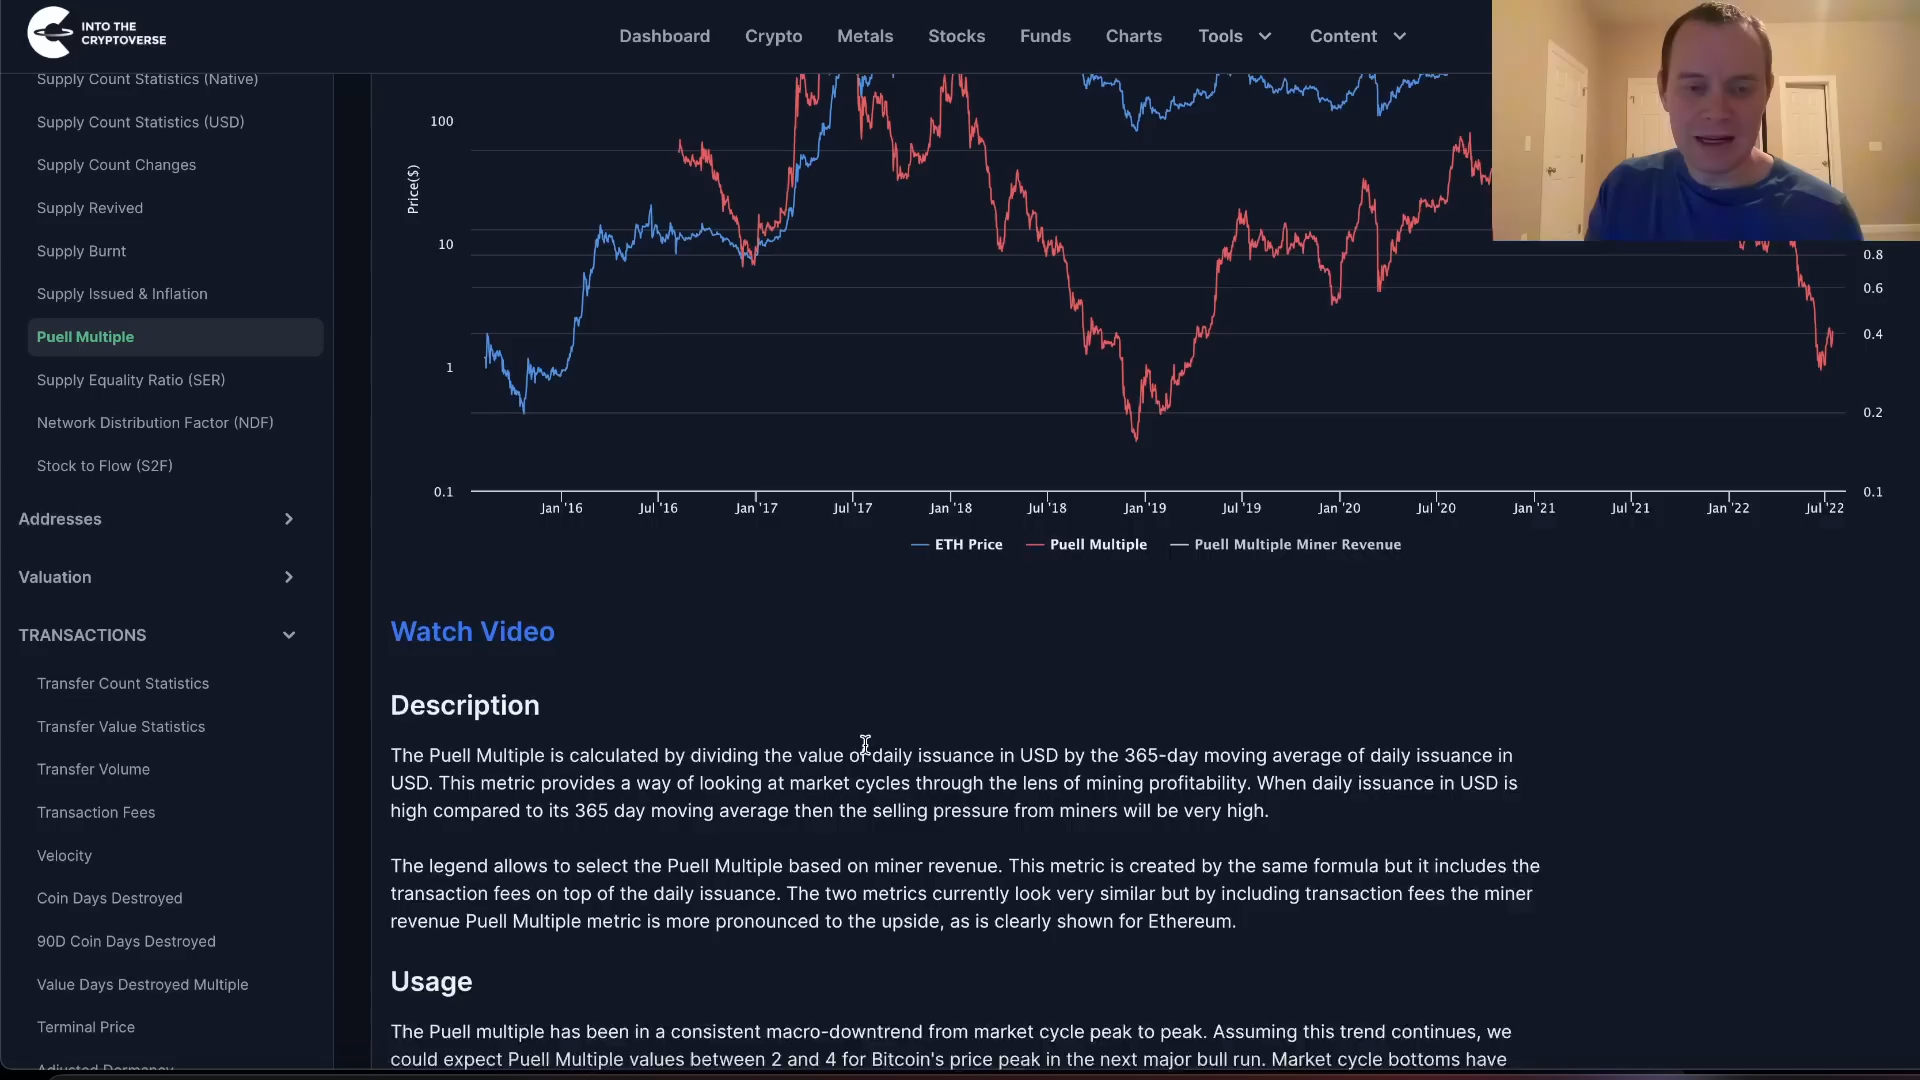 INTO THE
CRYPTOVERSE
Dashboard
Crypto
Metals
Stocks
Funds
Charts
Tools
Content
Supply Count Statistics (Native)
Supply Count Statistics (USD)
Supply Count Changes
Supply Revived
Supply Burnt
Supply Issued & Inflation
Puell Multiple
Supply Equality Ratio (SER)
Network Distribution Factor (NDF)
Stock to Flow (S2F)
Addresses
Valuation
TRANSACTIONS
Transfer Count Statistics
Transfer Value Statistics
Transfer Volume
Transaction Fees
Velocity
Coin Days Destroyed
90D Coin Days Destroyed
Value Days Destroyed Multiple
Terminal Price
Adjusted Dormancy
Price($)
100
10
1
0.1
0.8
0.6
0.4
0.2
0.1
Jan '16 Jul '16 Jan '17 Jul '17 Jan '18 Jul '18 Jan '19 Jul '19 Jan '20 Jul '20 Jan '21 Jul '21 Jan '22 Jul '22
ETH Price Puell Multiple Puell Multiple Miner Revenue
Watch Video
Description
The Puell Multiple is calculated by dividing the value of daily issuance in USD by the 365-day moving average of daily issuance in
USD. This metric provides a way of looking at market cycles through the lens of mining profitability. When daily issuance in USD is
high compared to its 365 day moving average then the selling pressure from miners will be very high.
The legend allows to select the Puell Multiple based on miner revenue. This metric is created by the same formula but it includes the
transaction fees on top of the daily issuance. The two metrics currently look very similar but by including transaction fees the miner
revenue Puell Multiple metric is more pronounced to the upside, as is clearly shown for Ethereum.
Usage
The Puell multiple has been in a consistent macro-downtrend from market cycle peak to peak. Assuming this trend continues, we
could expect Puell Multiple values between 2 and 4 for Bitcoin's price peak in the next major bull run. Market cycle bottoms have